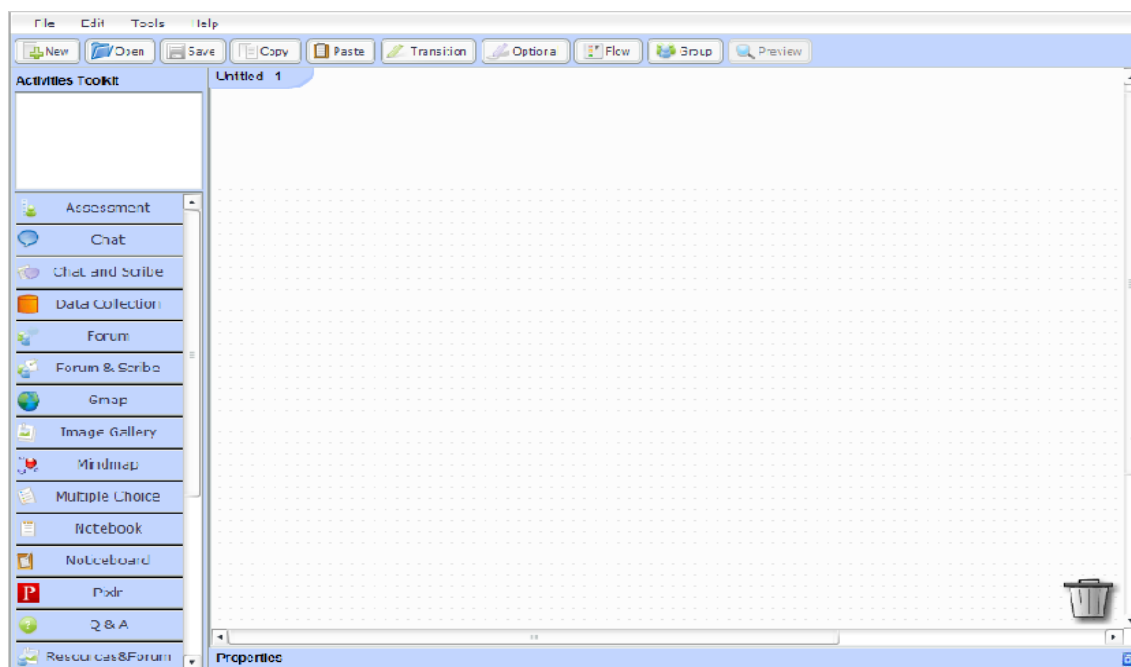 File Edit Tools Help
New Open Save Copy Paste Transition Optional Flow Group Preview
Activities Toolkit
Untitled - 1
Assessment
Chat
Chat and Scribe
Data Collection
Forum
Forum & Scribe
Gmap
Image Gallery
Mindmap
Multiple Choice
Notebook
Noticeboard
Pixlr
Q & A
Resources&Forum
Properties